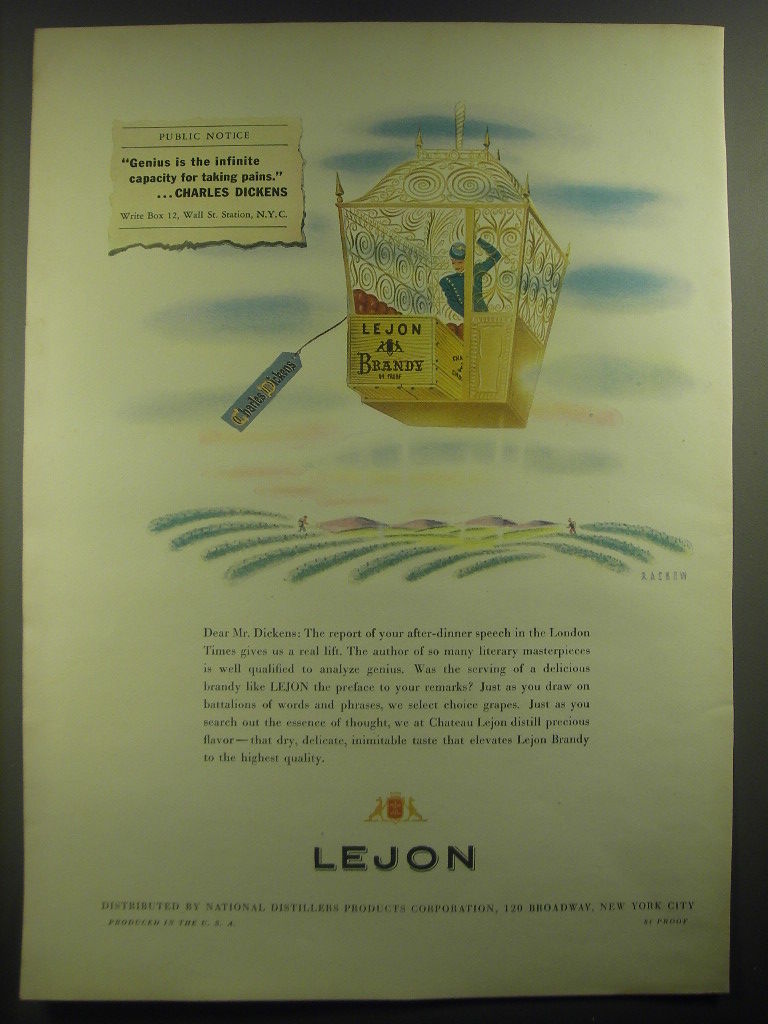 PUBLIC NOTICE
"Genius is the infinite
capacity for taking pains."
...CHARLES DICKENS
Write Box 12, Wall St. Station, N.Y.C.
LEJON
BRANDY
84 PROOF
Charles Dickens
RACKOW
Dear Mr. Dickens: The report of your after-dinner speech in the London
Times gives us a real lift. The author of so many literary masterpieces
is well qualified to analyze genius. Was the serving of a delicious
brandy like LEJON the preface to your remarks? Just as you draw on
battalions of words and phrases, we select choice grapes. Just as you
search out the essence of thought, we at Chateau Lejon distill precious
flavor—that dry, delicate, inimitable taste that elevates Lejon Brandy
to the highest quality.
LEJON
DISTRIBUTED BY NATIONAL DISTILLERS PRODUCTS CORPORATION, 120 BROADWAY, NEW YORK CITY
PRODUCED IN THE U. S. A.
84 PROOF